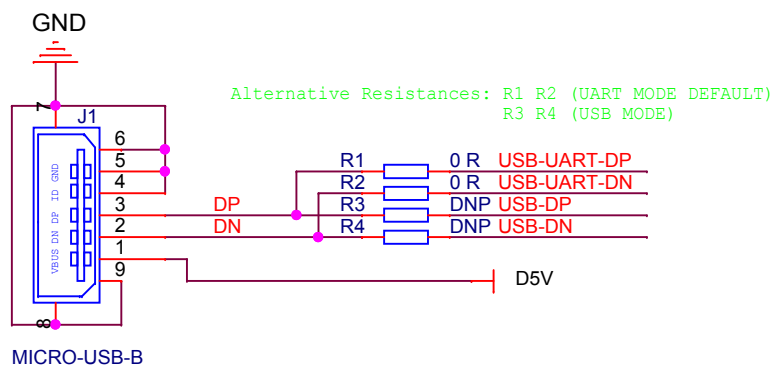 GND
Alternative Resistances: R1 R2 (UART MODE DEFAULT)
R3 R4 (USB MODE)
7
J1
6
5
4
3
2
1
9
8
VBUS DN DP ID GND
DP
DN
R1 0 R USB-UART-DP
R2 0 R USB-UART-DN
R3 DNP USB-DP
R4 DNP USB-DN
D5V
MICRO-USB-B